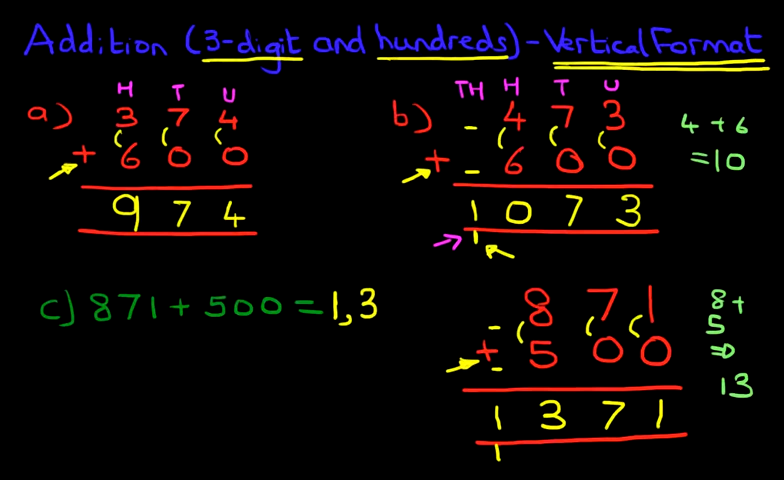 Addition (3-digit and hundreds) - Vertical Format
a)
H T U
3 7 4
+ 6 0 0
9 7 4
b)
TH H T U
- 4 7 3
+ - 6 0 0
1 0 7 3
1
4 + 6
= 10
c) 871 + 500 = 1,3
- 8 7 1
+ - 5 0 0
1 3 7 1
1
8 +
5
⇒
13